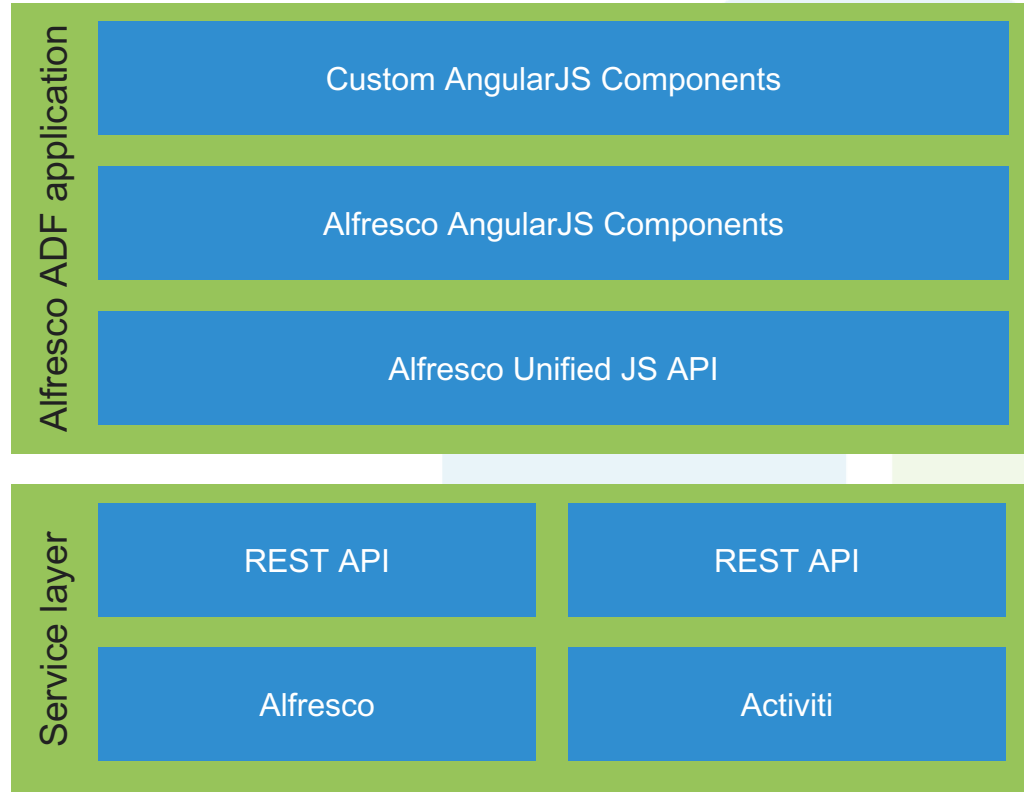 Alfresco ADF application
Custom AngularJS Components
Alfresco AngularJS Components
Alfresco Unified JS API
Service layer
REST API
REST API
Alfresco
Activiti